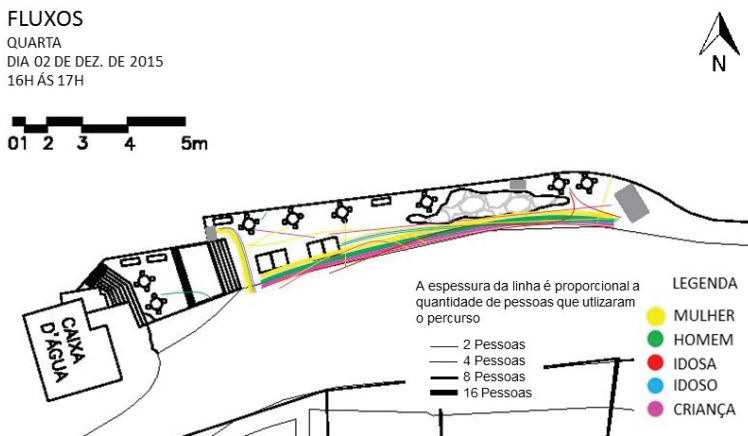 FLUXOS
QUARTA
DIA 02 DE DEZ. DE 2015
16H ÁS 17H
N
01 2 3 4 5m
CAIXA
D'ÁGUA
A espessura da linha é proporcional a
quantidade de pessoas que utlizaram
o percurso
2 Pessoas
4 Pessoas
8 Pessoas
16 Pessoas
LEGENDA
MULHER
HOMEM
IDOSA
IDOSO
CRIANÇA